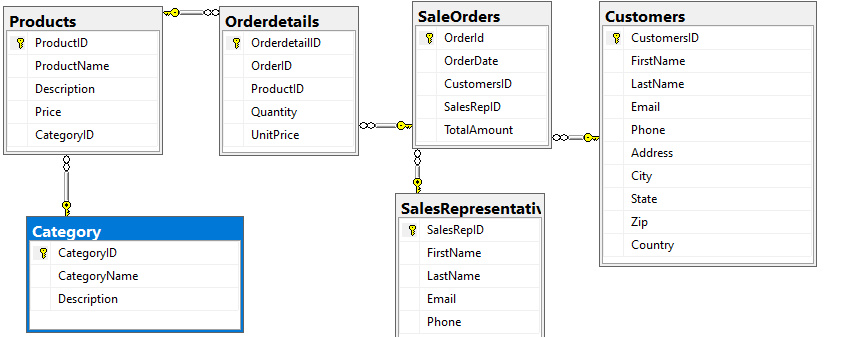 Products
ProductID
ProductName
Description
Price
CategoryID
Orderdetails
OrderdetailID
OrderID
ProductID
Quantity
UnitPrice
SaleOrders
OrderId
OrderDate
CustomersID
SalesRepID
TotalAmount
Customers
CustomersID
FirstName
LastName
Email
Phone
Address
City
State
Zip
Country
Category
CategoryID
CategoryName
Description
SalesRepresentativ
SalesRepID
FirstName
LastName
Email
Phone